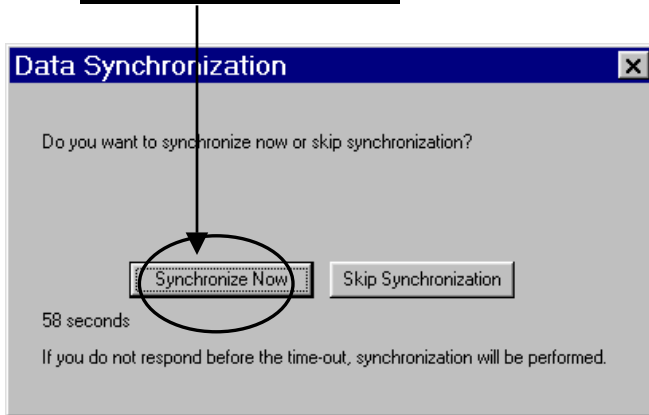 Data Synchronization
Do you want to synchronize now or skip synchronization?
Synchronize Now Skip Synchronization
58 seconds
If you do not respond before the time-out, synchronization will be performed.